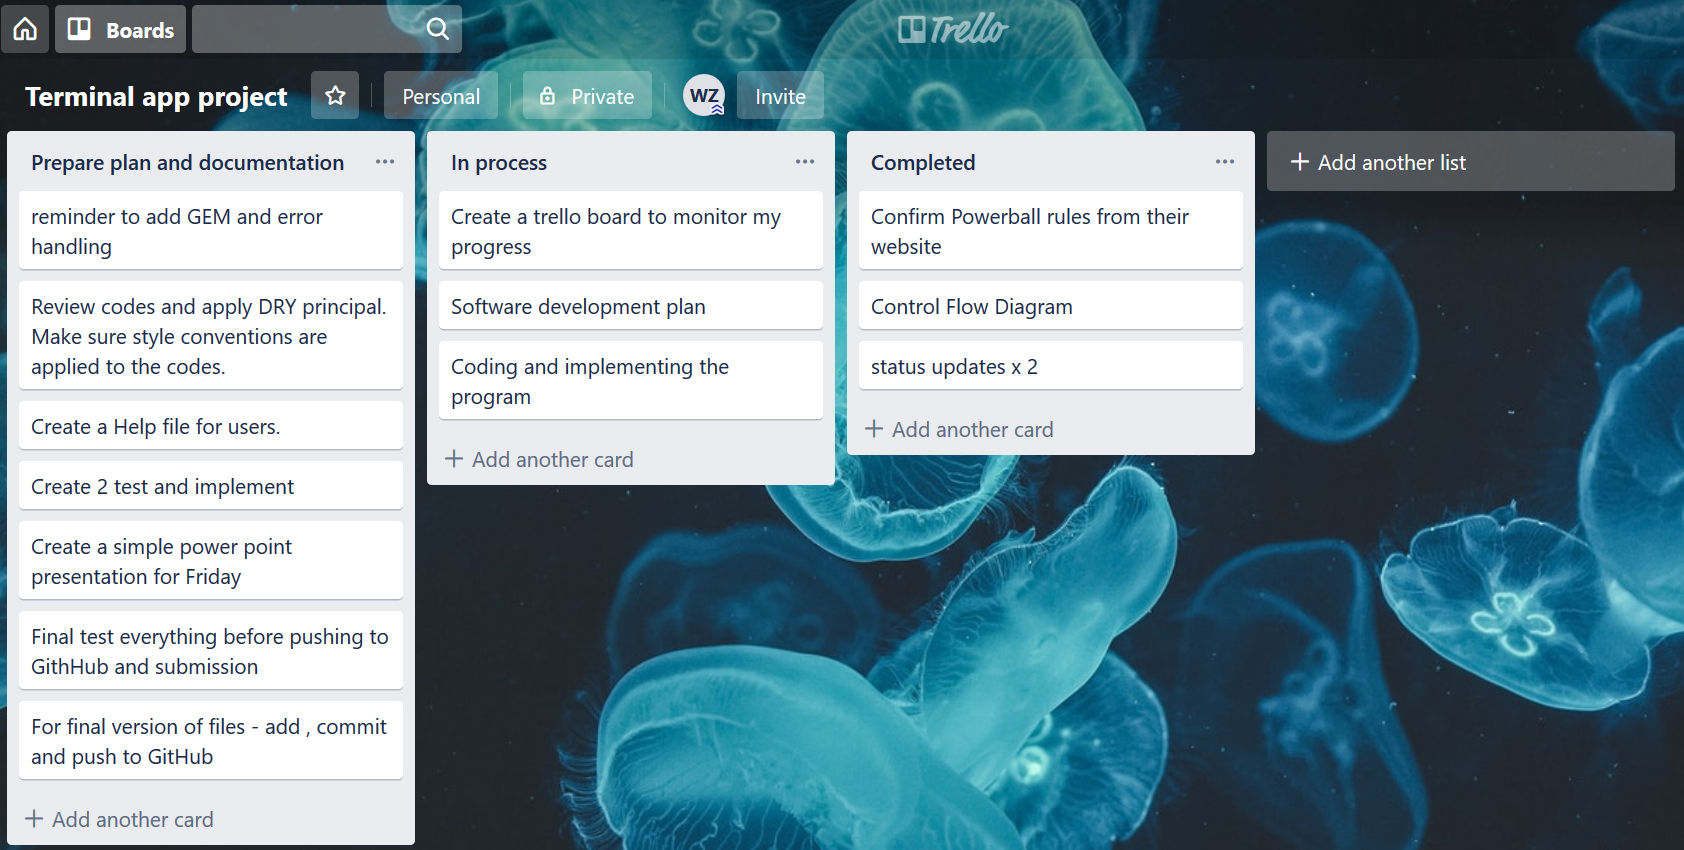 Boards
Trello
Terminal app project
Personal
Private
WZ
Invite
Prepare plan and documentation
reminder to add GEM and error
handling
Review codes and apply DRY principal.
Make sure style conventions are
applied to the codes.
Create a Help file for users.
Create 2 test and implement
Create a simple power point
presentation for Friday
Final test everything before pushing to
GithHub and submission
For final version of files - add , commit
and push to GitHub
+ Add another card
In process
Create a trello board to monitor my
progress
Software development plan
Coding and implementing the
program
+ Add another card
Completed
Confirm Powerball rules from their
website
Control Flow Diagram
status updates x 2
+ Add another card
+ Add another list